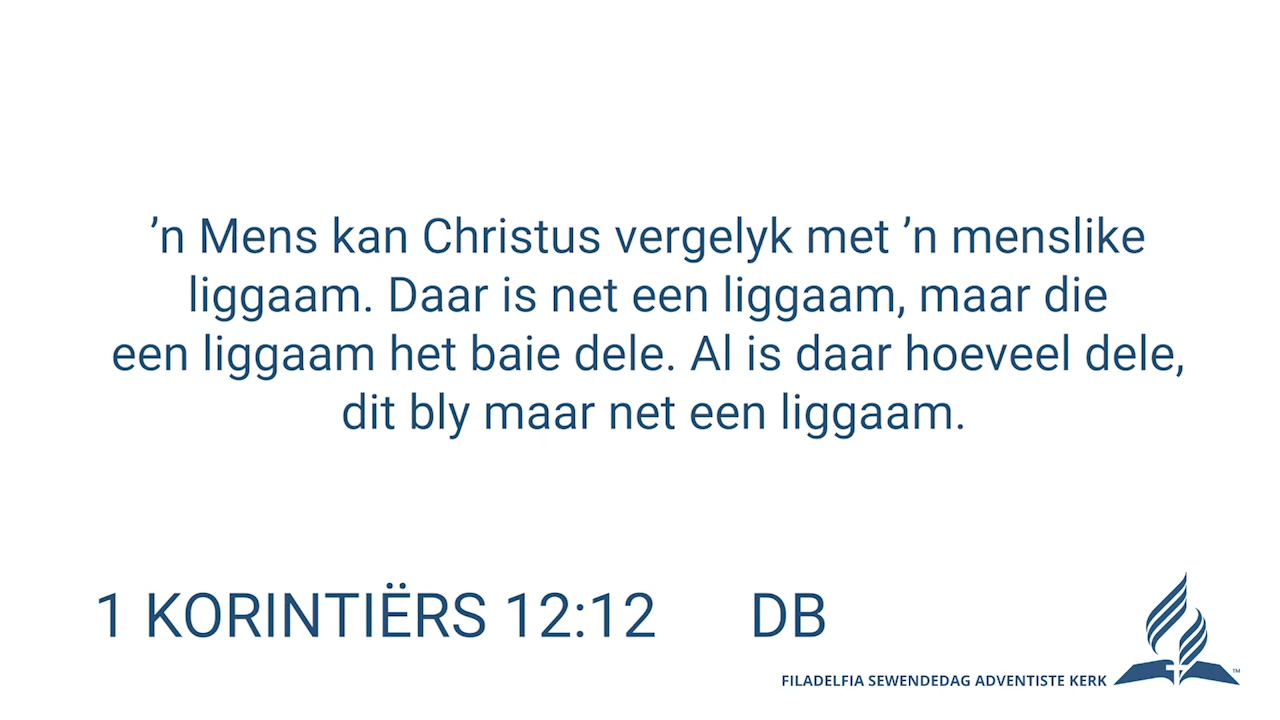 ’n Mens kan Christus vergelyk met ’n menslike
liggaam. Daar is net een liggaam, maar die
een liggaam het baie dele. Al is daar hoeveel dele,
dit bly maar net een liggaam.
1 KORINTIËRS 12:12 DB
FILADELFIA SEWENDEDAG ADVENTISTE KERK ™